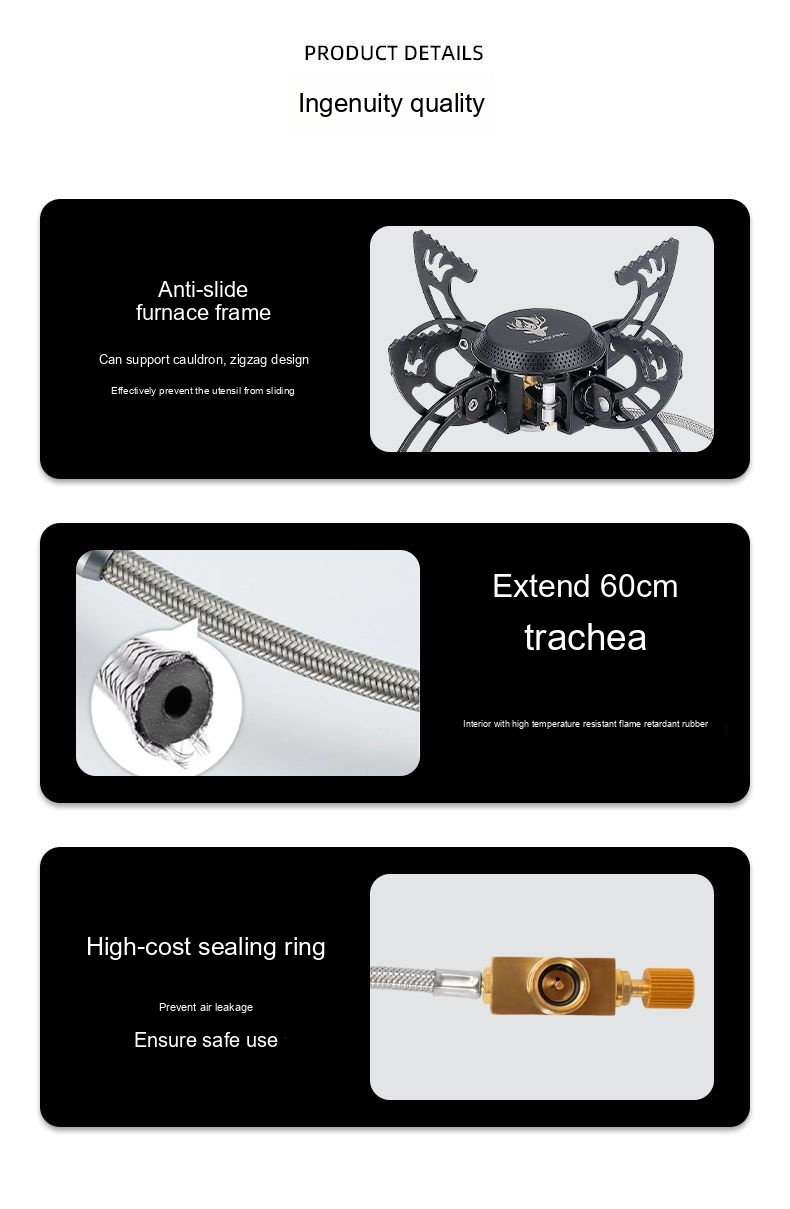 PRODUCT DETAILS
Ingenuity quality
Anti-slide
furnace frame
Can support cauldron, zigzag design
Effectively prevent the utensil from sliding
Extend 60cm
trachea
Interior with high temperature resistant flame retardant rubber
High-cost sealing ring
Prevent air leakage
Ensure safe use